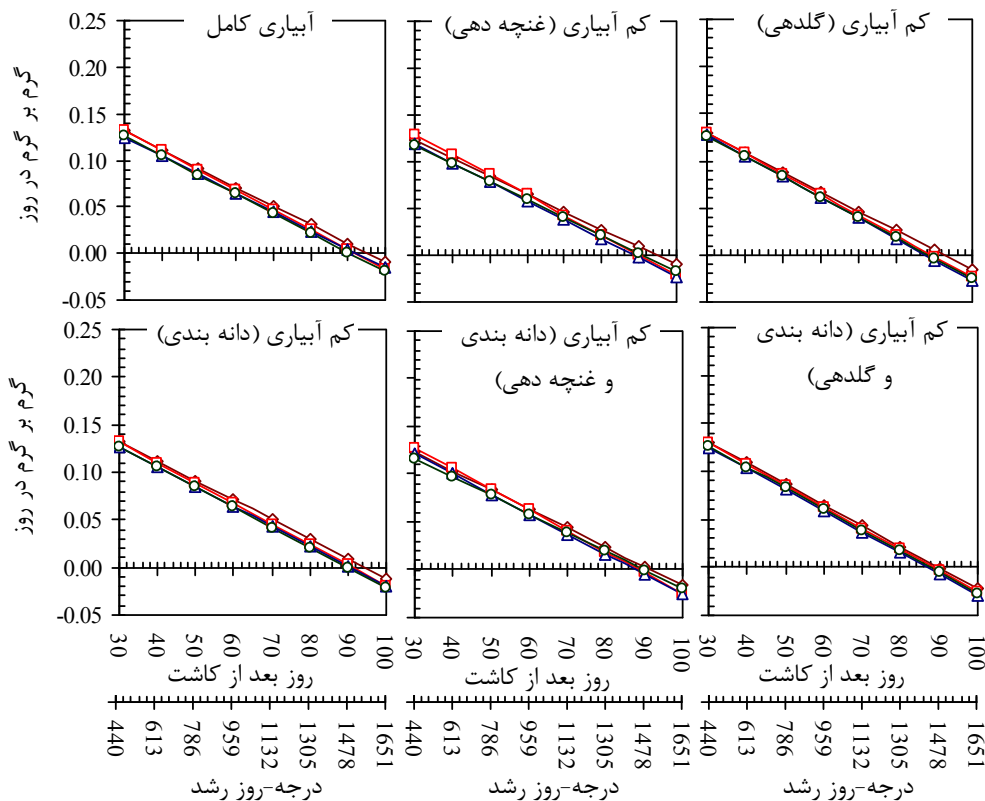 آبیاری کامل
کم آبیاری (غنچه دهی)
کم آبیاری (گلدهی)
گرم بر گرم در روز
0.25
0.20
0.15
0.10
0.05
0.00
-0.05
کم آبیاری (دانه بندی)
کم آبیاری (دانه بندی
و غنچه دهی)
کم آبیاری (دانه بندی
و گلدهی)
گرم بر گرم در روز
0.25
0.20
0.15
0.10
0.05
0.00
-0.05
30 40 50 60 70 80 90 100
30 40 50 60 70 80 90 100
30 40 50 60 70 80 90 100
روز بعد از کاشت
روز بعد از کاشت
روز بعد از کاشت
440 613 786 959 1132 1305 1478 1651
440 613 786 959 1132 1305 1478 1651
440 613 786 959 1132 1305 1478 1651
درجه-روز رشد
درجه-روز رشد
درجه-روز رشد